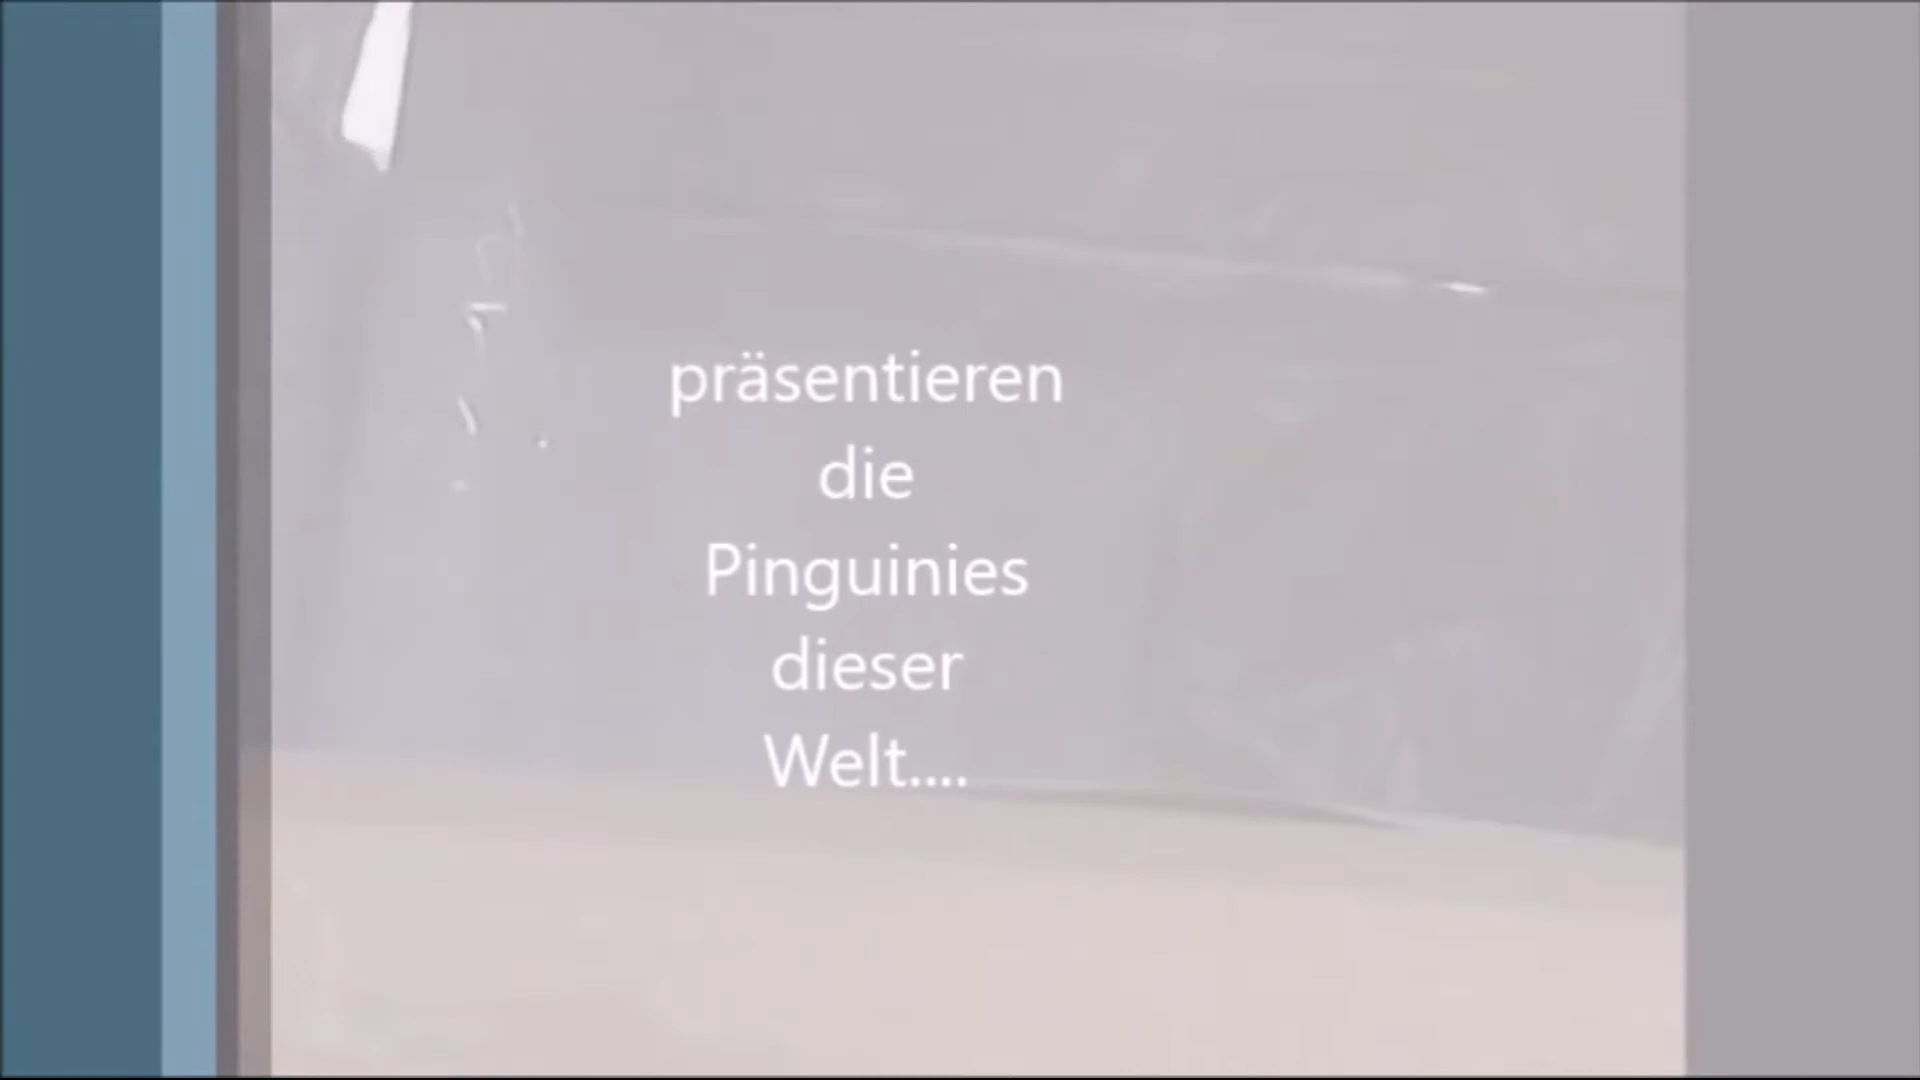 präsentieren
die
Pinguinies
dieser
Welt....